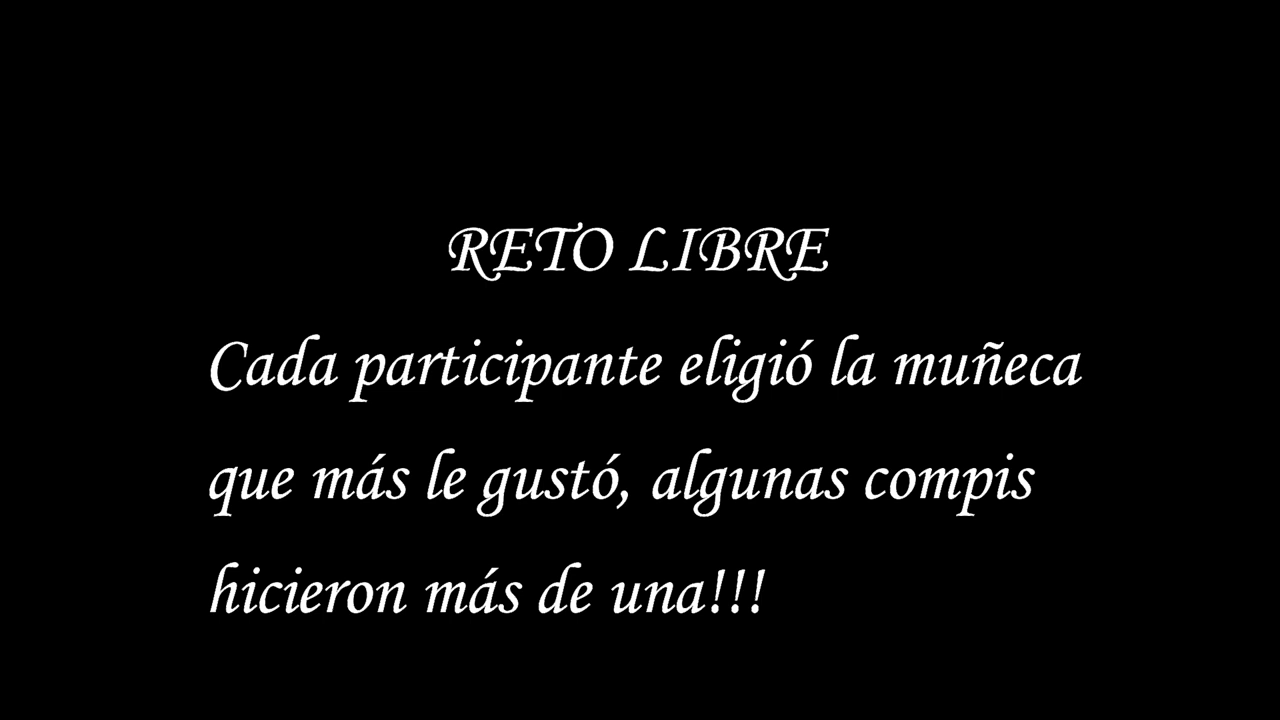 RETO LIBRE
Cada participante eligió la muñeca
que más le gustó, algunas compis
hicieron más de una!!!